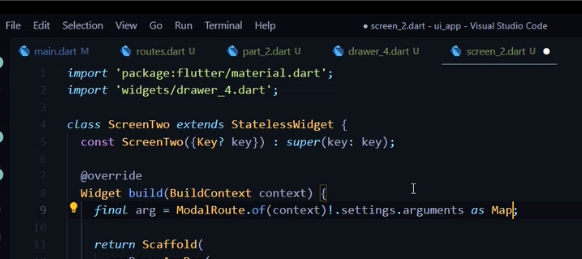 File Edit Selection View Go Run Terminal Help ● screen_2.dart - ui_app - Visual Studio Code
main.dart M routes.dart U part_2.dart U drawer_4.dart U screen_2.dart U ●
1 import 'package:flutter/material.dart';
2 import 'widgets/drawer_4.dart';
3
4 class ScreenTwo extends StatelessWidget {
5 const ScreenTwo({Key? key}) : super(key: key);
6
7 @override
8 Widget build(BuildContext context) {
9 final arg = ModalRoute.of(context)!.settings.arguments as Map;
10
11 return Scaffold(